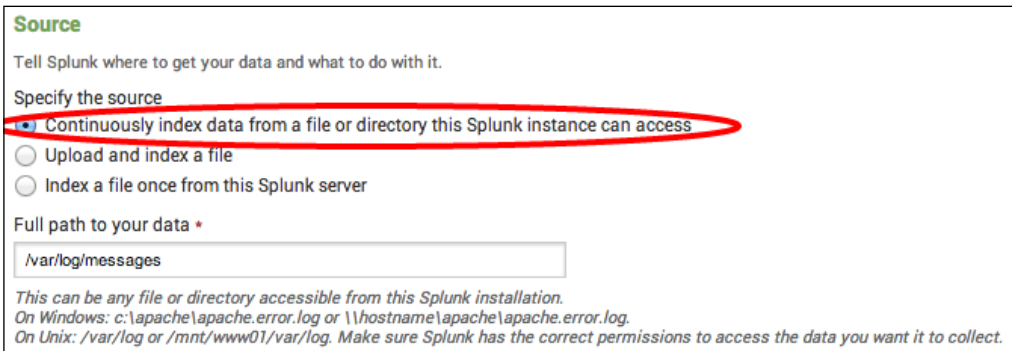 Source
Tell Splunk where to get your data and what to do with it.
Specify the source
Continuously index data from a file or directory this Splunk instance can access
Upload and index a file
Index a file once from this Splunk server
Full path to your data *
/var/log/messages
This can be any file or directory accessible from this Splunk installation.
On Windows: c:\apache\apache.error.log or \\hostname\apache\apache.error.log.
On Unix: /var/log or /mnt/www01/var/log. Make sure Splunk has the correct permissions to access the data you want it to collect.